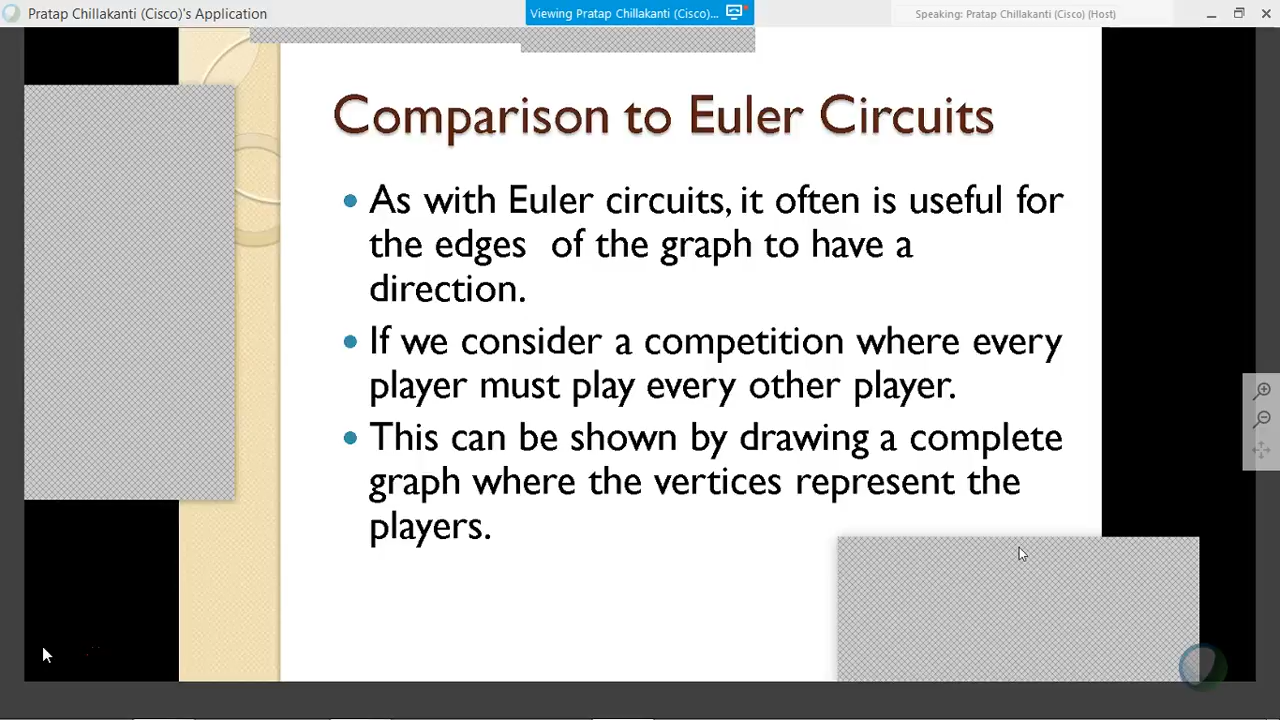 Pratap Chillakanti (Cisco)'s Application
Viewing Pratap Chillakanti (Cisco)...
Speaking: Pratap Chillakanti (Cisco) (Host)
Comparison to Euler Circuits
• As with Euler circuits, it often is useful for
the edges of the graph to have a
direction.
• If we consider a competition where every
player must play every other player.
• This can be shown by drawing a complete
graph where the vertices represent the
players.